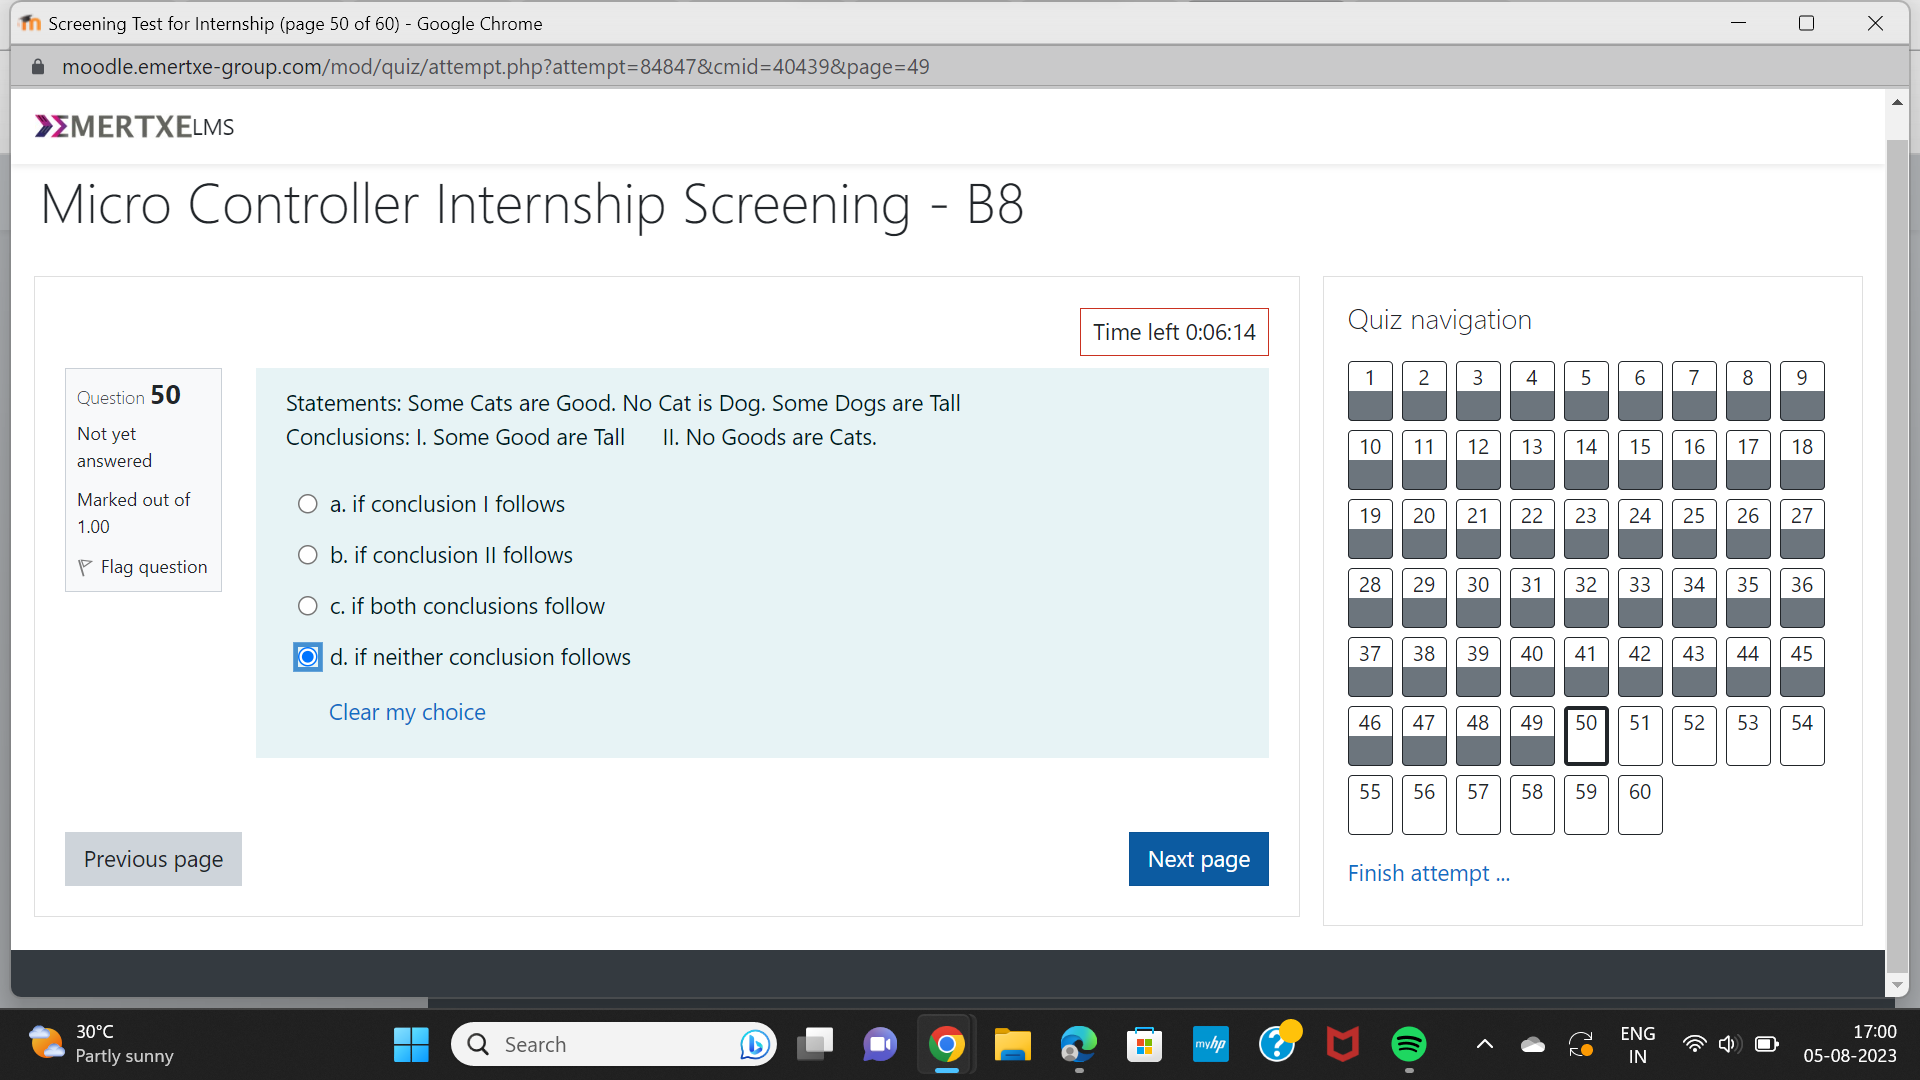 Screening Test for Internship (page 50 of 60) - Google Chrome
moodle.emertxe-group.com/mod/quiz/attempt.php?attempt=84847&cmid=40439&page=49
EMERTXE LMS
Micro Controller Internship Screening - B8
Time left 0:06:14
Question 50
Not yet
answered
Marked out of
1.00
Flag question
Statements: Some Cats are Good. No Cat is Dog. Some Dogs are Tall
Conclusions: I. Some Good are Tall II. No Goods are Cats.
a. if conclusion I follows
b. if conclusion II follows
c. if both conclusions follow
d. if neither conclusion follows
Clear my choice
Previous page
Next page
Quiz navigation
1 2 3 4 5 6 7 8 9
10 11 12 13 14 15 16 17 18
19 20 21 22 23 24 25 26 27
28 29 30 31 32 33 34 35 36
37 38 39 40 41 42 43 44 45
46 47 48 49 50 51 52 53 54
55 56 57 58 59 60
Finish attempt ...
30°C
Partly sunny
Search
myhp
ENG
IN
17:00
05-08-2023